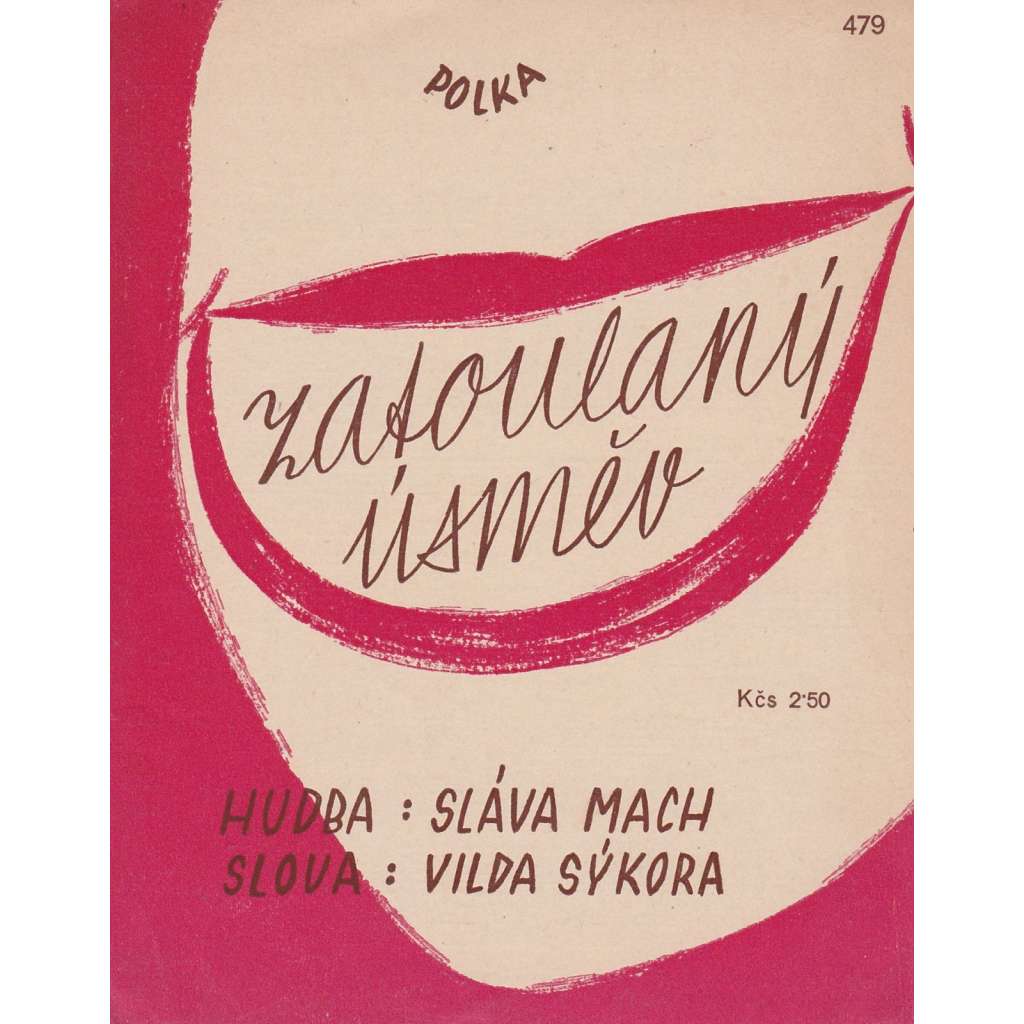 479
POLKA
zatoulaný
úsměv
Kčs 2·50
HUDBA : SLÁVA MACH
SLOVA : VILDA SÝKORA